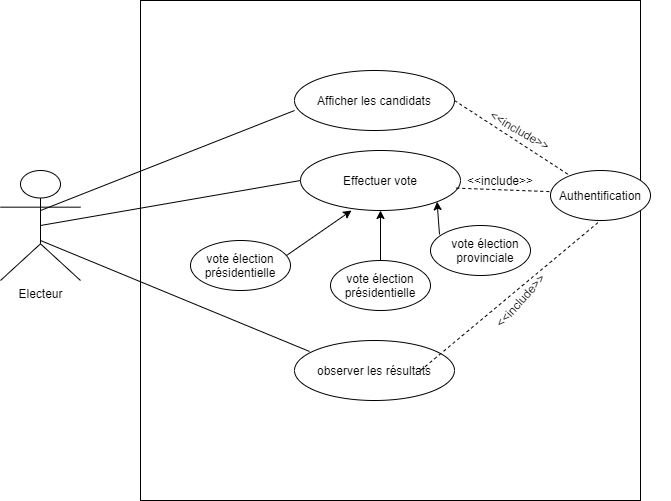 Afficher les candidats
<<include>>
Effectuer vote
<<include>>
Authentification
vote élection
présidentielle
vote élection
présidentielle
vote élection
provinciale
Electeur
<<include>>
observer les résultats